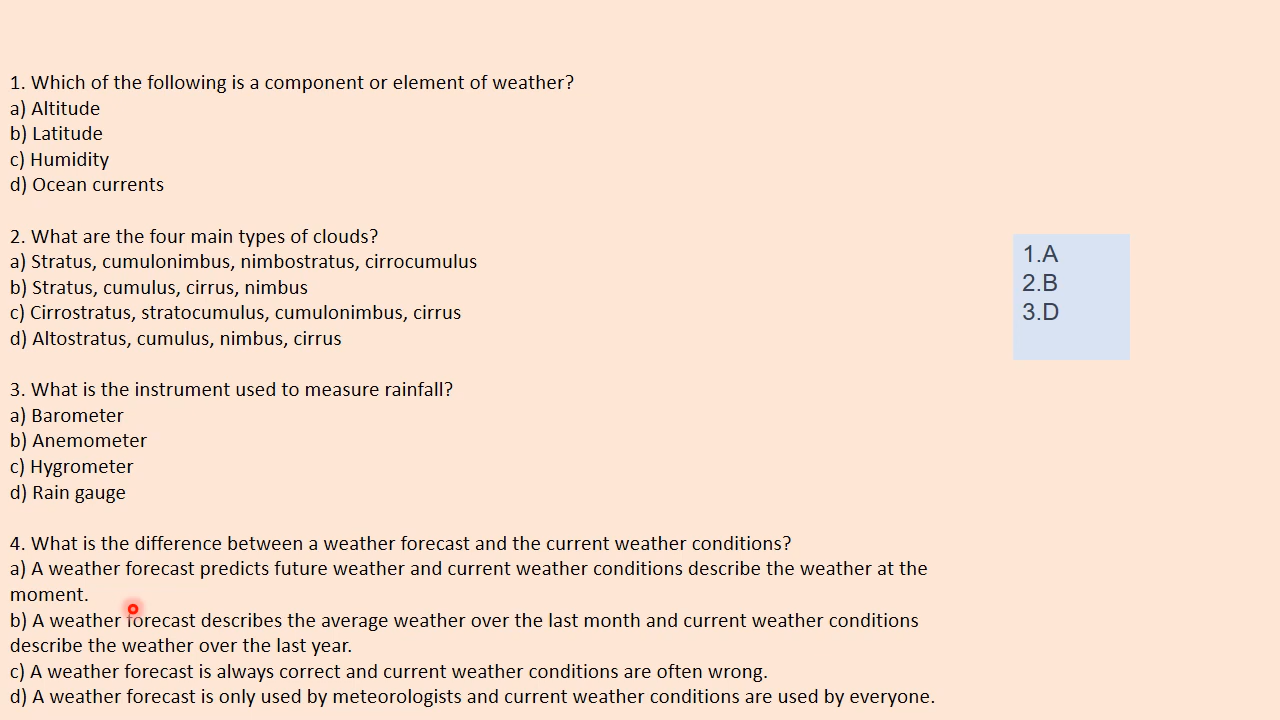 1. Which of the following is a component or element of weather?
a) Altitude
b) Latitude
c) Humidity
d) Ocean currents
2. What are the four main types of clouds?
a) Stratus, cumulonimbus, nimbostratus, cirrocumulus
b) Stratus, cumulus, cirrus, nimbus
c) Cirrostratus, stratocumulus, cumulonimbus, cirrus
d) Altostratus, cumulus, nimbus, cirrus
3. What is the instrument used to measure rainfall?
a) Barometer
b) Anemometer
c) Hygrometer
d) Rain gauge
4. What is the difference between a weather forecast and the current weather conditions?
a) A weather forecast predicts future weather and current weather conditions describe the weather at the
moment.
b) A weather forecast describes the average weather over the last month and current weather conditions
describe the weather over the last year.
c) A weather forecast is always correct and current weather conditions are often wrong.
d) A weather forecast is only used by meteorologists and current weather conditions are used by everyone.
1.A
2.B
3.D